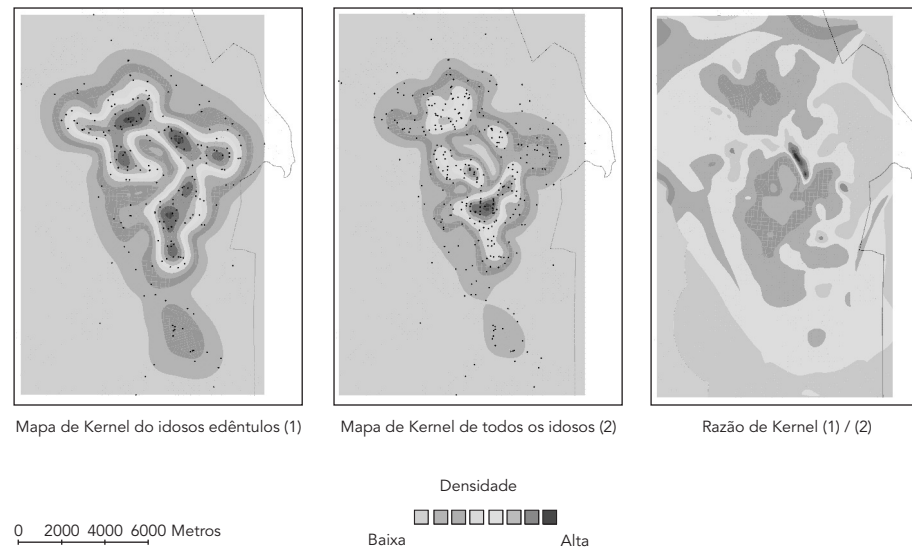 Mapa de Kernel do idosos edêntulos (1)
Mapa de Kernel de todos os idosos (2)
Razão de Kernel (1) / (2)
Densidade
Baixa
Alta
0 2000 4000 6000 Metros